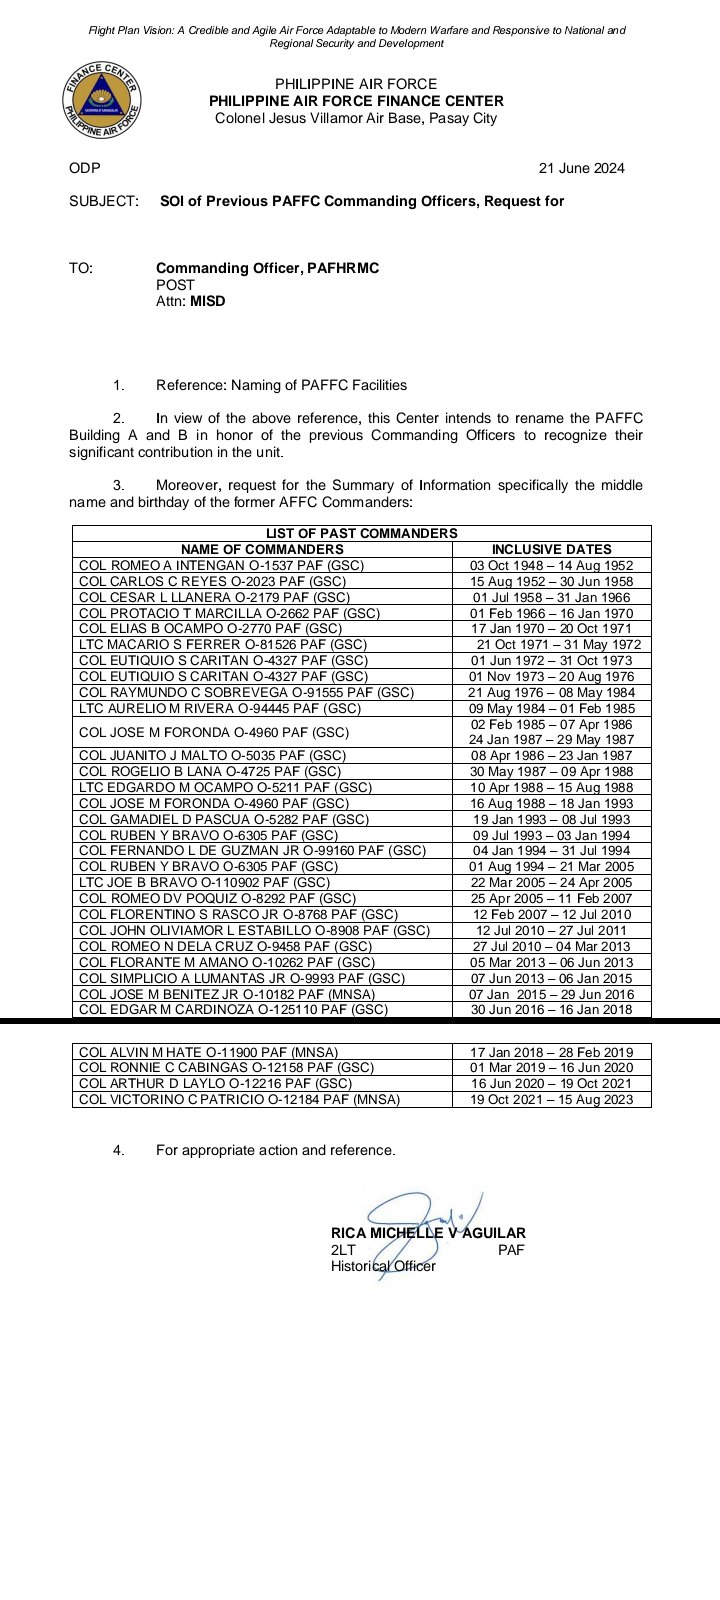 Flight Plan Vision: A Credible and Agile Air Force Adaptable to Modern Warfare and Responsive to National and
Regional Security and Development
FINANCE CENTER
PHILIPPINE AIR FORCE
PHILIPPINE AIR FORCE
PHILIPPINE AIR FORCE FINANCE CENTER
Colonel Jesus Villamor Air Base, Pasay City
ODP 21 June 2024
SUBJECT: SOI of Previous PAFFC Commanding Officers, Request for
TO: Commanding Officer, PAFHRMC
POST
Attn: MISD
1. Reference: Naming of PAFFC Facilities
2. In view of the above reference, this Center intends to rename the PAFFC
Building A and B in honor of the previous Commanding Officers to recognize their
significant contribution in the unit.
3. Moreover, request for the Summary of Information specifically the middle
name and birthday of the former AFFC Commanders:
LIST OF PAST COMMANDERS
NAME OF COMMANDERS INCLUSIVE DATES
COL ROMEO A INTENGAN O-1537 PAF (GSC) 03 Oct 1948 – 14 Aug 1952
COL CARLOS C REYES O-2023 PAF (GSC) 15 Aug 1952 – 30 Jun 1958
COL CESAR L LLANERA O-2179 PAF (GSC) 01 Jul 1958 – 31 Jan 1966
COL PROTACIO T MARCILLA O-2662 PAF (GSC) 01 Feb 1966 – 16 Jan 1970
COL ELIAS B OCAMPO O-2770 PAF (GSC) 17 Jan 1970 – 20 Oct 1971
LTC MACARIO S FERRER O-81526 PAF (GSC) 21 Oct 1971 – 31 May 1972
COL EUTIQUIO S CARITAN O-4327 PAF (GSC) 01 Jun 1972 – 31 Oct 1973
COL EUTIQUIO S CARITAN O-4327 PAF (GSC) 01 Nov 1973 – 20 Aug 1976
COL RAYMUNDO C SOBREVEGA O-91555 PAF (GSC) 21 Aug 1976 – 08 May 1984
LTC AURELIO M RIVERA O-94445 PAF (GSC) 09 May 1984 – 01 Feb 1985
COL JOSE M FORONDA O-4960 PAF (GSC) 02 Feb 1985 – 07 Apr 1986
24 Jan 1987 – 29 May 1987
COL JUANITO J MALTO O-5035 PAF (GSC) 08 Apr 1986 – 23 Jan 1987
COL ROGELIO B LANA O-4725 PAF (GSC) 30 May 1987 – 09 Apr 1988
LTC EDGARDO M OCAMPO O-5211 PAF (GSC) 10 Apr 1988 – 15 Aug 1988
COL JOSE M FORONDA O-4960 PAF (GSC) 16 Aug 1988 – 18 Jan 1993
COL GAMADIEL D PASCUA O-5282 PAF (GSC) 19 Jan 1993 – 08 Jul 1993
COL RUBEN Y BRAVO O-6305 PAF (GSC) 09 Jul 1993 – 03 Jan 1994
COL FERNANDO L DE GUZMAN JR O-99160 PAF (GSC) 04 Jan 1994 – 31 Jul 1994
COL RUBEN Y BRAVO O-6305 PAF (GSC) 01 Aug 1994 – 21 Mar 2005
LTC JOE B BRAVO O-110902 PAF (GSC) 22 Mar 2005 – 24 Apr 2005
COL ROMEO DV POQUIZ O-8292 PAF (GSC) 25 Apr 2005 – 11 Feb 2007
COL FLORENTINO S RASCO JR O-8768 PAF (GSC) 12 Feb 2007 – 12 Jul 2010
COL JOHN OLIVIAMOR L ESTABILLO O-8908 PAF (GSC) 12 Jul 2010 – 27 Jul 2011
COL ROMEO N DELA CRUZ O-9458 PAF (GSC) 27 Jul 2010 – 04 Mar 2013
COL FLORANTE M AMANO O-10262 PAF (GSC) 05 Mar 2013 – 06 Jun 2013
COL SIMPLICIO A LUMANTAS JR O-9993 PAF (GSC) 07 Jun 2013 – 06 Jan 2015
COL JOSE M BENITEZ JR O-10182 PAF (MNSA) 07 Jan 2015 – 29 Jun 2016
COL EDGAR M CARDINOZA O-125110 PAF (GSC) 30 Jun 2016 – 16 Jan 2018
COL ALVIN M HATE O-11900 PAF (MNSA) 17 Jan 2018 – 28 Feb 2019
COL RONNIE C CABINGAS O-12158 PAF (GSC) 01 Mar 2019 – 16 Jun 2020
COL ARTHUR D LAYLO O-12216 PAF (GSC) 16 Jun 2020 – 19 Oct 2021
COL VICTORINO C PATRICIO O-12184 PAF (MNSA) 19 Oct 2021 – 15 Aug 2023
4. For appropriate action and reference.
RICA MICHELLE V AGUILAR
2LT PAF
Historical Officer